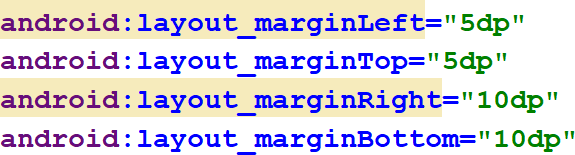 android:layout_marginLeft="5dp"
android:layout_marginTop="5dp"
android:layout_marginRight="10dp"
android:layout_marginBottom="10dp"